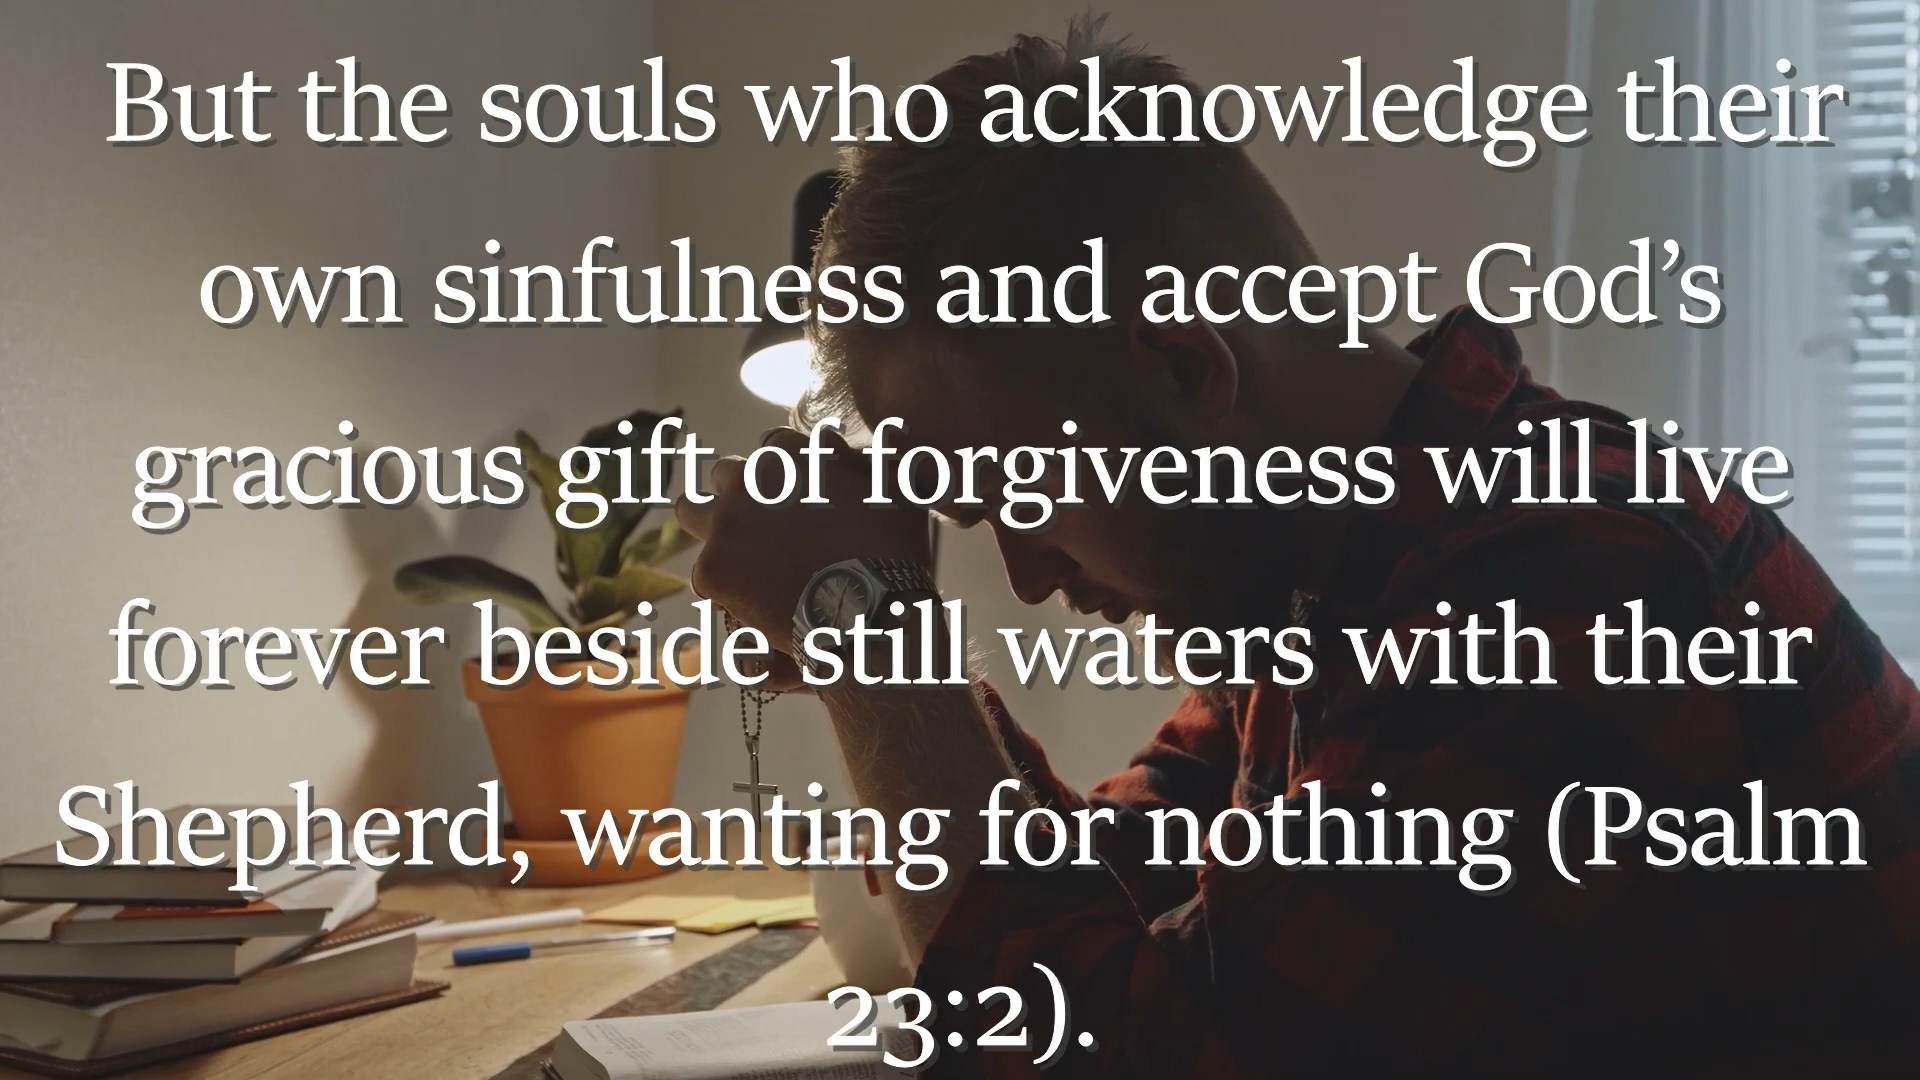 But the souls who acknowledge their
own sinfulness and accept God’s
gracious gift of forgiveness will live
forever beside still waters with their
Shepherd, wanting for nothing (Psalm
23:2).